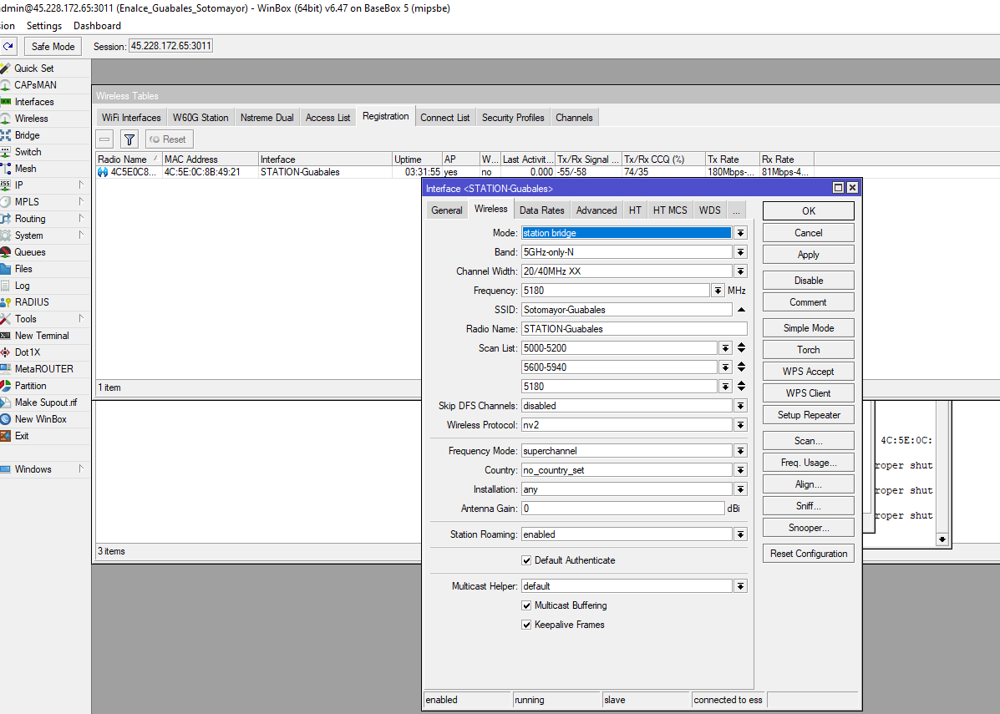 dmin@45.228.172.65:3011 (Enalce_Guabales_Sotomayor) - WinBox (64bit) v6.47 on BaseBox 5 (mipsbe)
sion Settings Dashboard
Safe Mode Session: 45.228.172.65:3011
Quick Set
CAPsMAN
Interfaces
Wireless
Bridge
Switch
Mesh
IP
MPLS
Routing
System
Queues
Files
Log
RADIUS
Tools
New Terminal
Dot1X
MetaROUTER
Partition
Make Supout.rif
New WinBox
Exit
Windows
Wireless Tables
WiFi Interfaces W60G Station Nstreme Dual Access List Registration Connect List Security Profiles Channels
Reset
Radio Name MAC Address Interface Uptime AP W... Last Activit... Tx/Rx Signal ... Tx/Rx CCQ (%) Tx Rate Rx Rate
4C5E0C8... 4C:5E:0C:8B:49:21 STATION-Guabales 03:31:55 yes no 0.000 -55/-58 74/35 180Mbps-... 81Mbps-4...
1 item
3 items
4C:5E:0C:
roper shut
roper shut
roper shut
Interface <STATION-Guabales>
General Wireless Data Rates Advanced HT HT MCS WDS ...
Mode: station bridge
Band: 5GHz-only-N
Channel Width: 20/40MHz XX
Frequency: 5180 MHz
SSID: Sotomayor-Guabales
Radio Name: STATION-Guabales
Scan List: 5000-5200
5600-5940
5180
Skip DFS Channels: disabled
Wireless Protocol: nv2
Frequency Mode: superchannel
Country: no_country_set
Installation: any
Antenna Gain: 0 dBi
Station Roaming: enabled
Default Authenticate
Multicast Helper: default
Multicast Buffering
Keepalive Frames
OK
Cancel
Apply
Disable
Comment
Simple Mode
Torch
WPS Accept
WPS Client
Setup Repeater
Scan...
Freq. Usage...
Align...
Sniff...
Snooper...
Reset Configuration
enabled running slave connected to ess